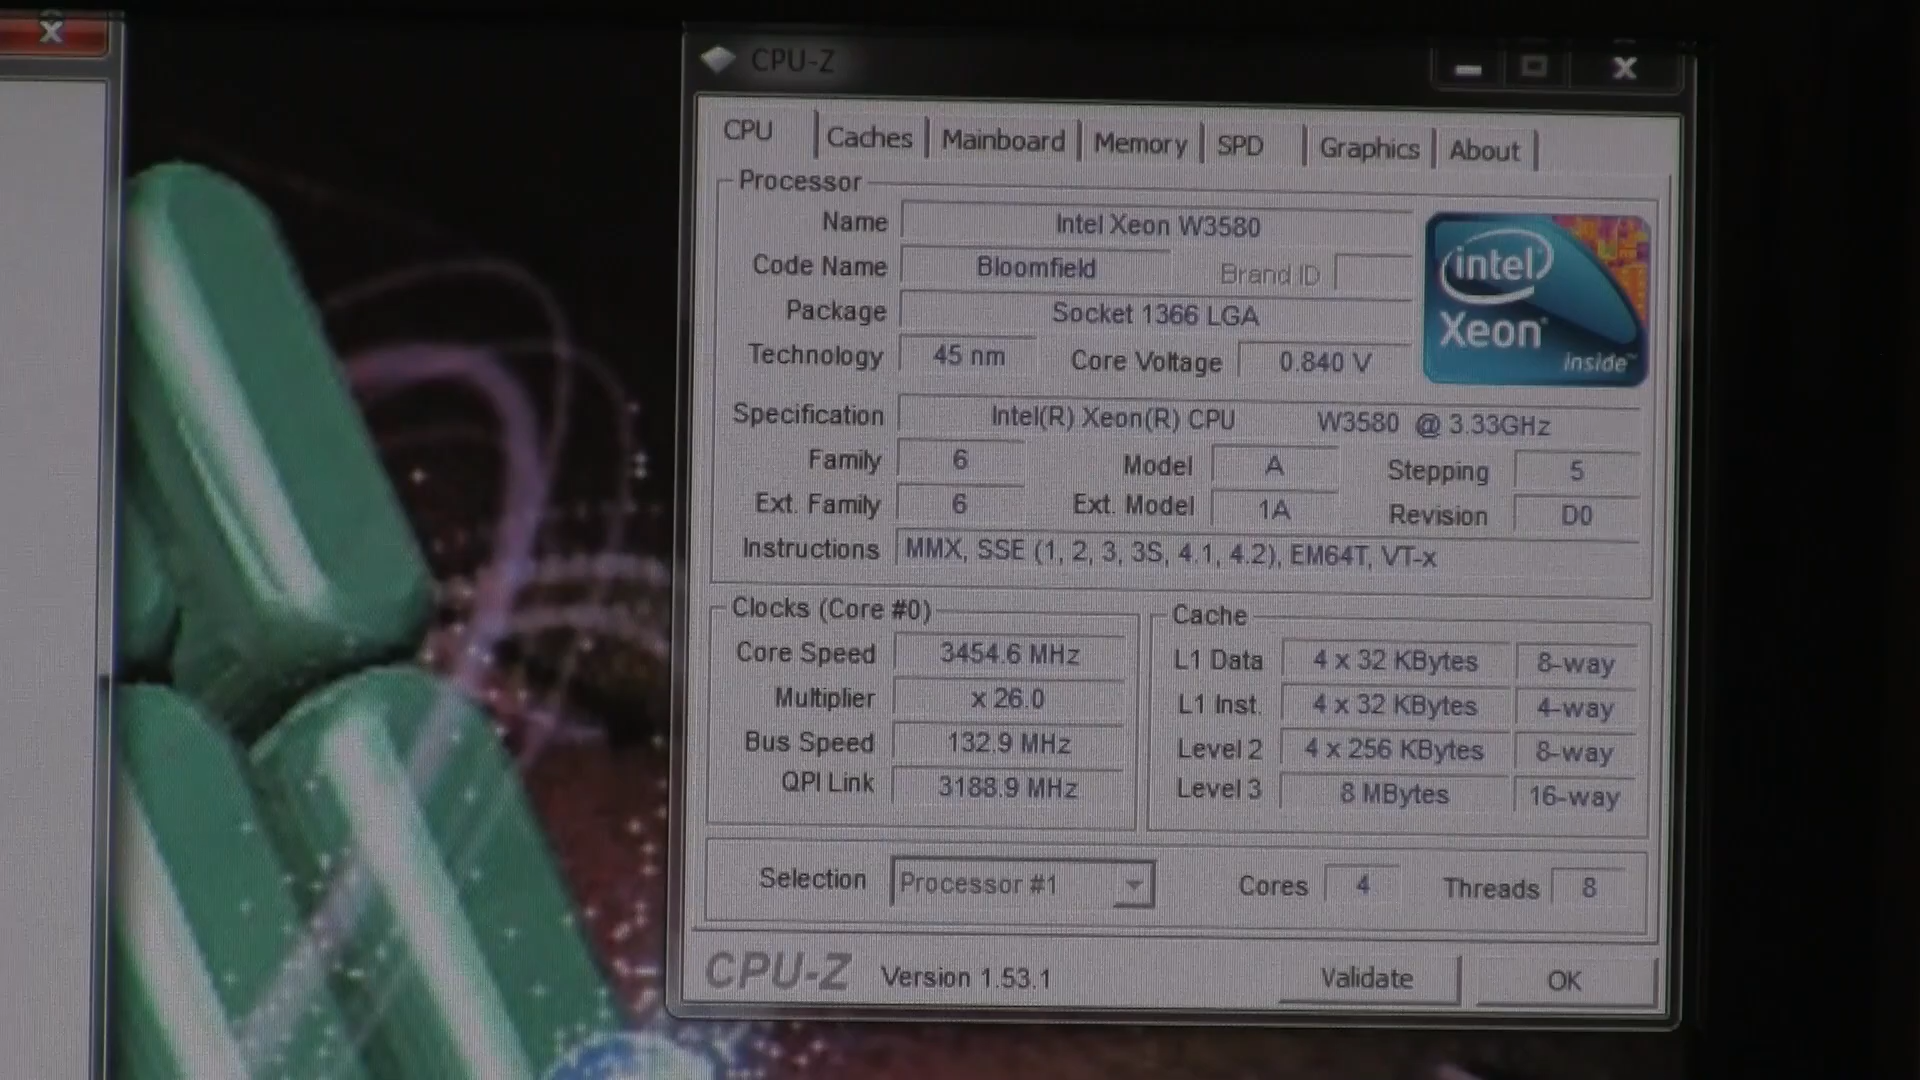 CPU-Z
CPU Caches Mainboard Memory SPD Graphics About
Processor
Name Intel Xeon W3580
Code Name Bloomfield Brand ID
Package Socket 1366 LGA
Technology 45 nm Core Voltage 0.840 V
intel Xeon inside
Specification Intel(R) Xeon(R) CPU W3580 @ 3.33GHz
Family 6 Model A Stepping 5
Ext. Family 6 Ext. Model 1A Revision D0
Instructions MMX, SSE (1, 2, 3, 3S, 4.1, 4.2), EM64T, VT-x
Clocks (Core #0)
Core Speed 3454.6 MHz
Multiplier x 26.0
Bus Speed 132.9 MHz
QPI Link 3188.9 MHz
Cache
L1 Data 4 x 32 KBytes 8-way
L1 Inst. 4 x 32 KBytes 4-way
Level 2 4 x 256 KBytes 8-way
Level 3 8 MBytes 16-way
Selection Processor #1 Cores 4 Threads 8
CPU-Z Version 1.53.1 Validate OK